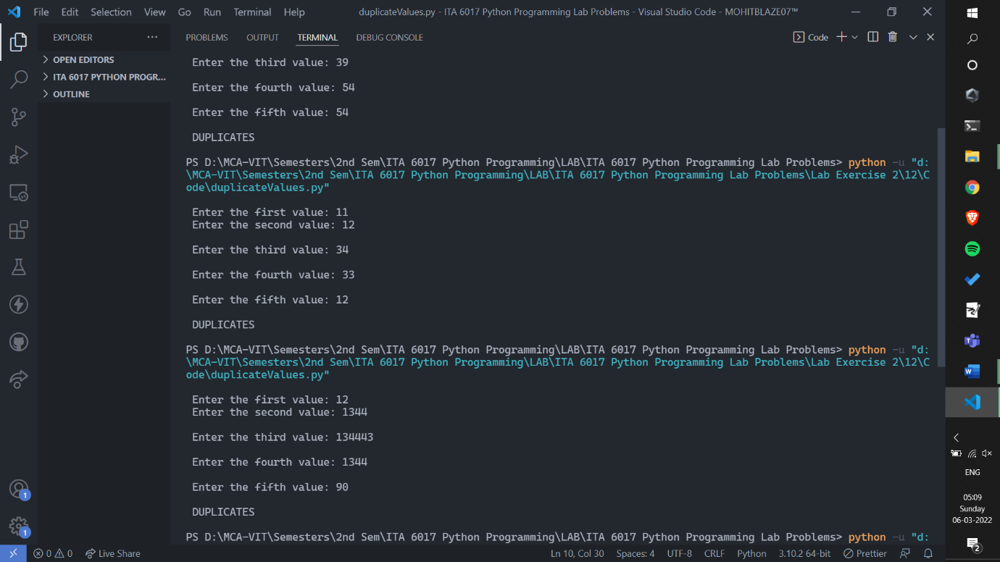 File Edit Selection View Go Run Terminal Help
duplicateValues.py - ITA 6017 Python Programming Lab Problems - Visual Studio Code - MOHITBLAZE07™
EXPLORER
OPEN EDITORS
ITA 6017 PYTHON PROGR...
OUTLINE
PROBLEMS OUTPUT TERMINAL DEBUG CONSOLE
Code
Enter the third value: 39
Enter the fourth value: 54
Enter the fifth value: 54
DUPLICATES
PS D:\MCA-VIT\Semesters\2nd Sem\ITA 6017 Python Programming\LAB\ITA 6017 Python Programming Lab Problems> python -u "d:
\MCA-VIT\Semesters\2nd Sem\ITA 6017 Python Programming\LAB\ITA 6017 Python Programming Lab Problems\Lab Exercise 2\12\C
ode\duplicateValues.py"
Enter the first value: 11
Enter the second value: 12
Enter the third value: 34
Enter the fourth value: 33
Enter the fifth value: 12
DUPLICATES
PS D:\MCA-VIT\Semesters\2nd Sem\ITA 6017 Python Programming\LAB\ITA 6017 Python Programming Lab Problems> python -u "d:
\MCA-VIT\Semesters\2nd Sem\ITA 6017 Python Programming\LAB\ITA 6017 Python Programming Lab Problems\Lab Exercise 2\12\C
ode\duplicateValues.py"
Enter the first value: 12
Enter the second value: 1344
Enter the third value: 134443
Enter the fourth value: 1344
Enter the fifth value: 90
DUPLICATES
PS D:\MCA-VIT\Semesters\2nd Sem\ITA 6017 Python Programming\LAB\ITA 6017 Python Programming Lab Problems> python -u "d:
1
1
0 0 Live Share
Ln 10, Col 30 Spaces: 4 UTF-8 CRLF Python 3.10.2 64-bit Prettier
ENG
05:09
Sunday
06-03-2022
2